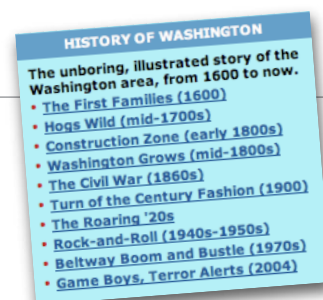 HISTORY OF WASHINGTON
The unboring, illustrated story of the
Washington area, from 1600 to now.
• The First Families (1600)
• Hogs Wild (mid-1700s)
• Construction Zone (early 1800s)
• Washington Grows (mid-1800s)
• The Civil War (1860s)
• Turn of the Century Fashion (1900)
• The Roaring '20s
• Rock-and-Roll (1940s-1950s)
• Beltway Boom and Bustle (1970s)
• Game Boys, Terror Alerts (2004)